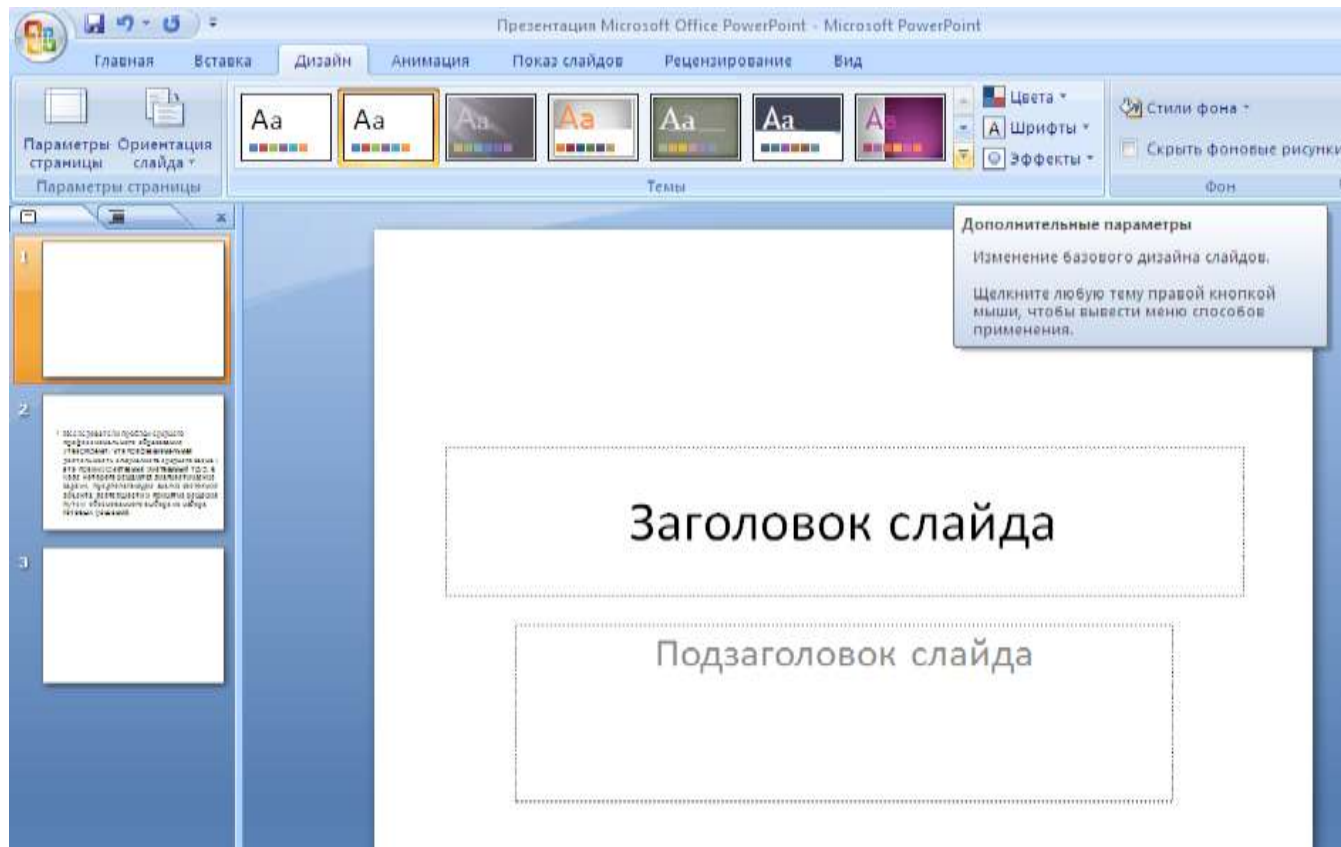 Презентация Microsoft Office PowerPoint - Microsoft PowerPoint
Главная Вставка Дизайн Анимация Показ слайдов Рецензирование Вид
Параметры страницы
Ориентация слайда
Параметры страницы
Aa Aa Aa Aa Aa Aa A
Темы
Цвета
Шрифты
Эффекты
Стили фона
Скрыть фоновые рисунки
Фон
Дополнительные параметры
Изменение базового дизайна слайдов.
Щелкните любую тему правой кнопкой
мыши, чтобы вывести меню способов
применения.
1
2
3
Заголовок слайда
Подзаголовок слайда